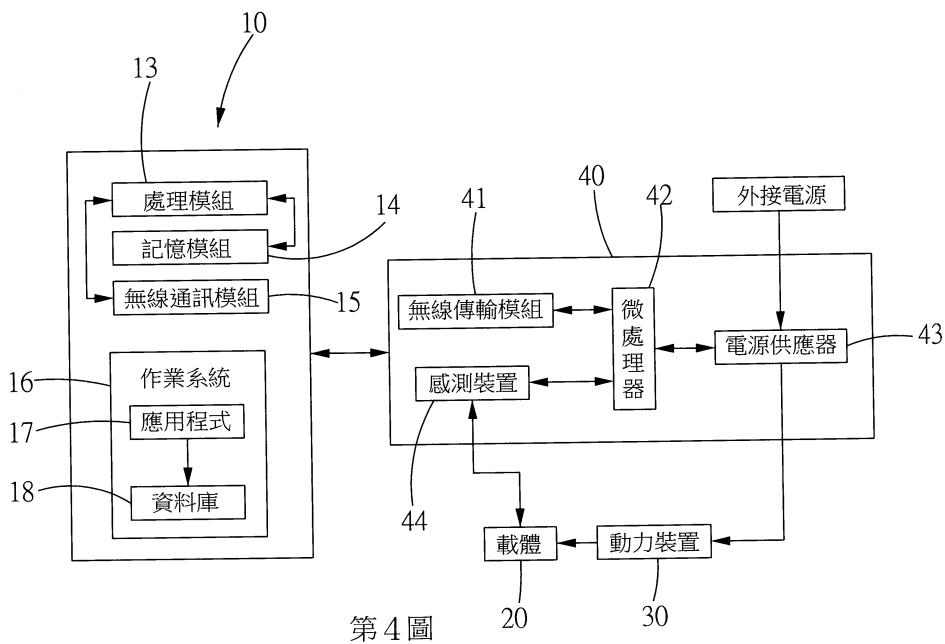 10
13
處理模組
14
記憶模組
無線通訊模組
15
16
作業系統
17
應用程式
18
資料庫
40
41
42
外接電源
無線傳輸模組
微處理器
電源供應器
43
感測裝置
44
載體
動力裝置
20
30
第4圖